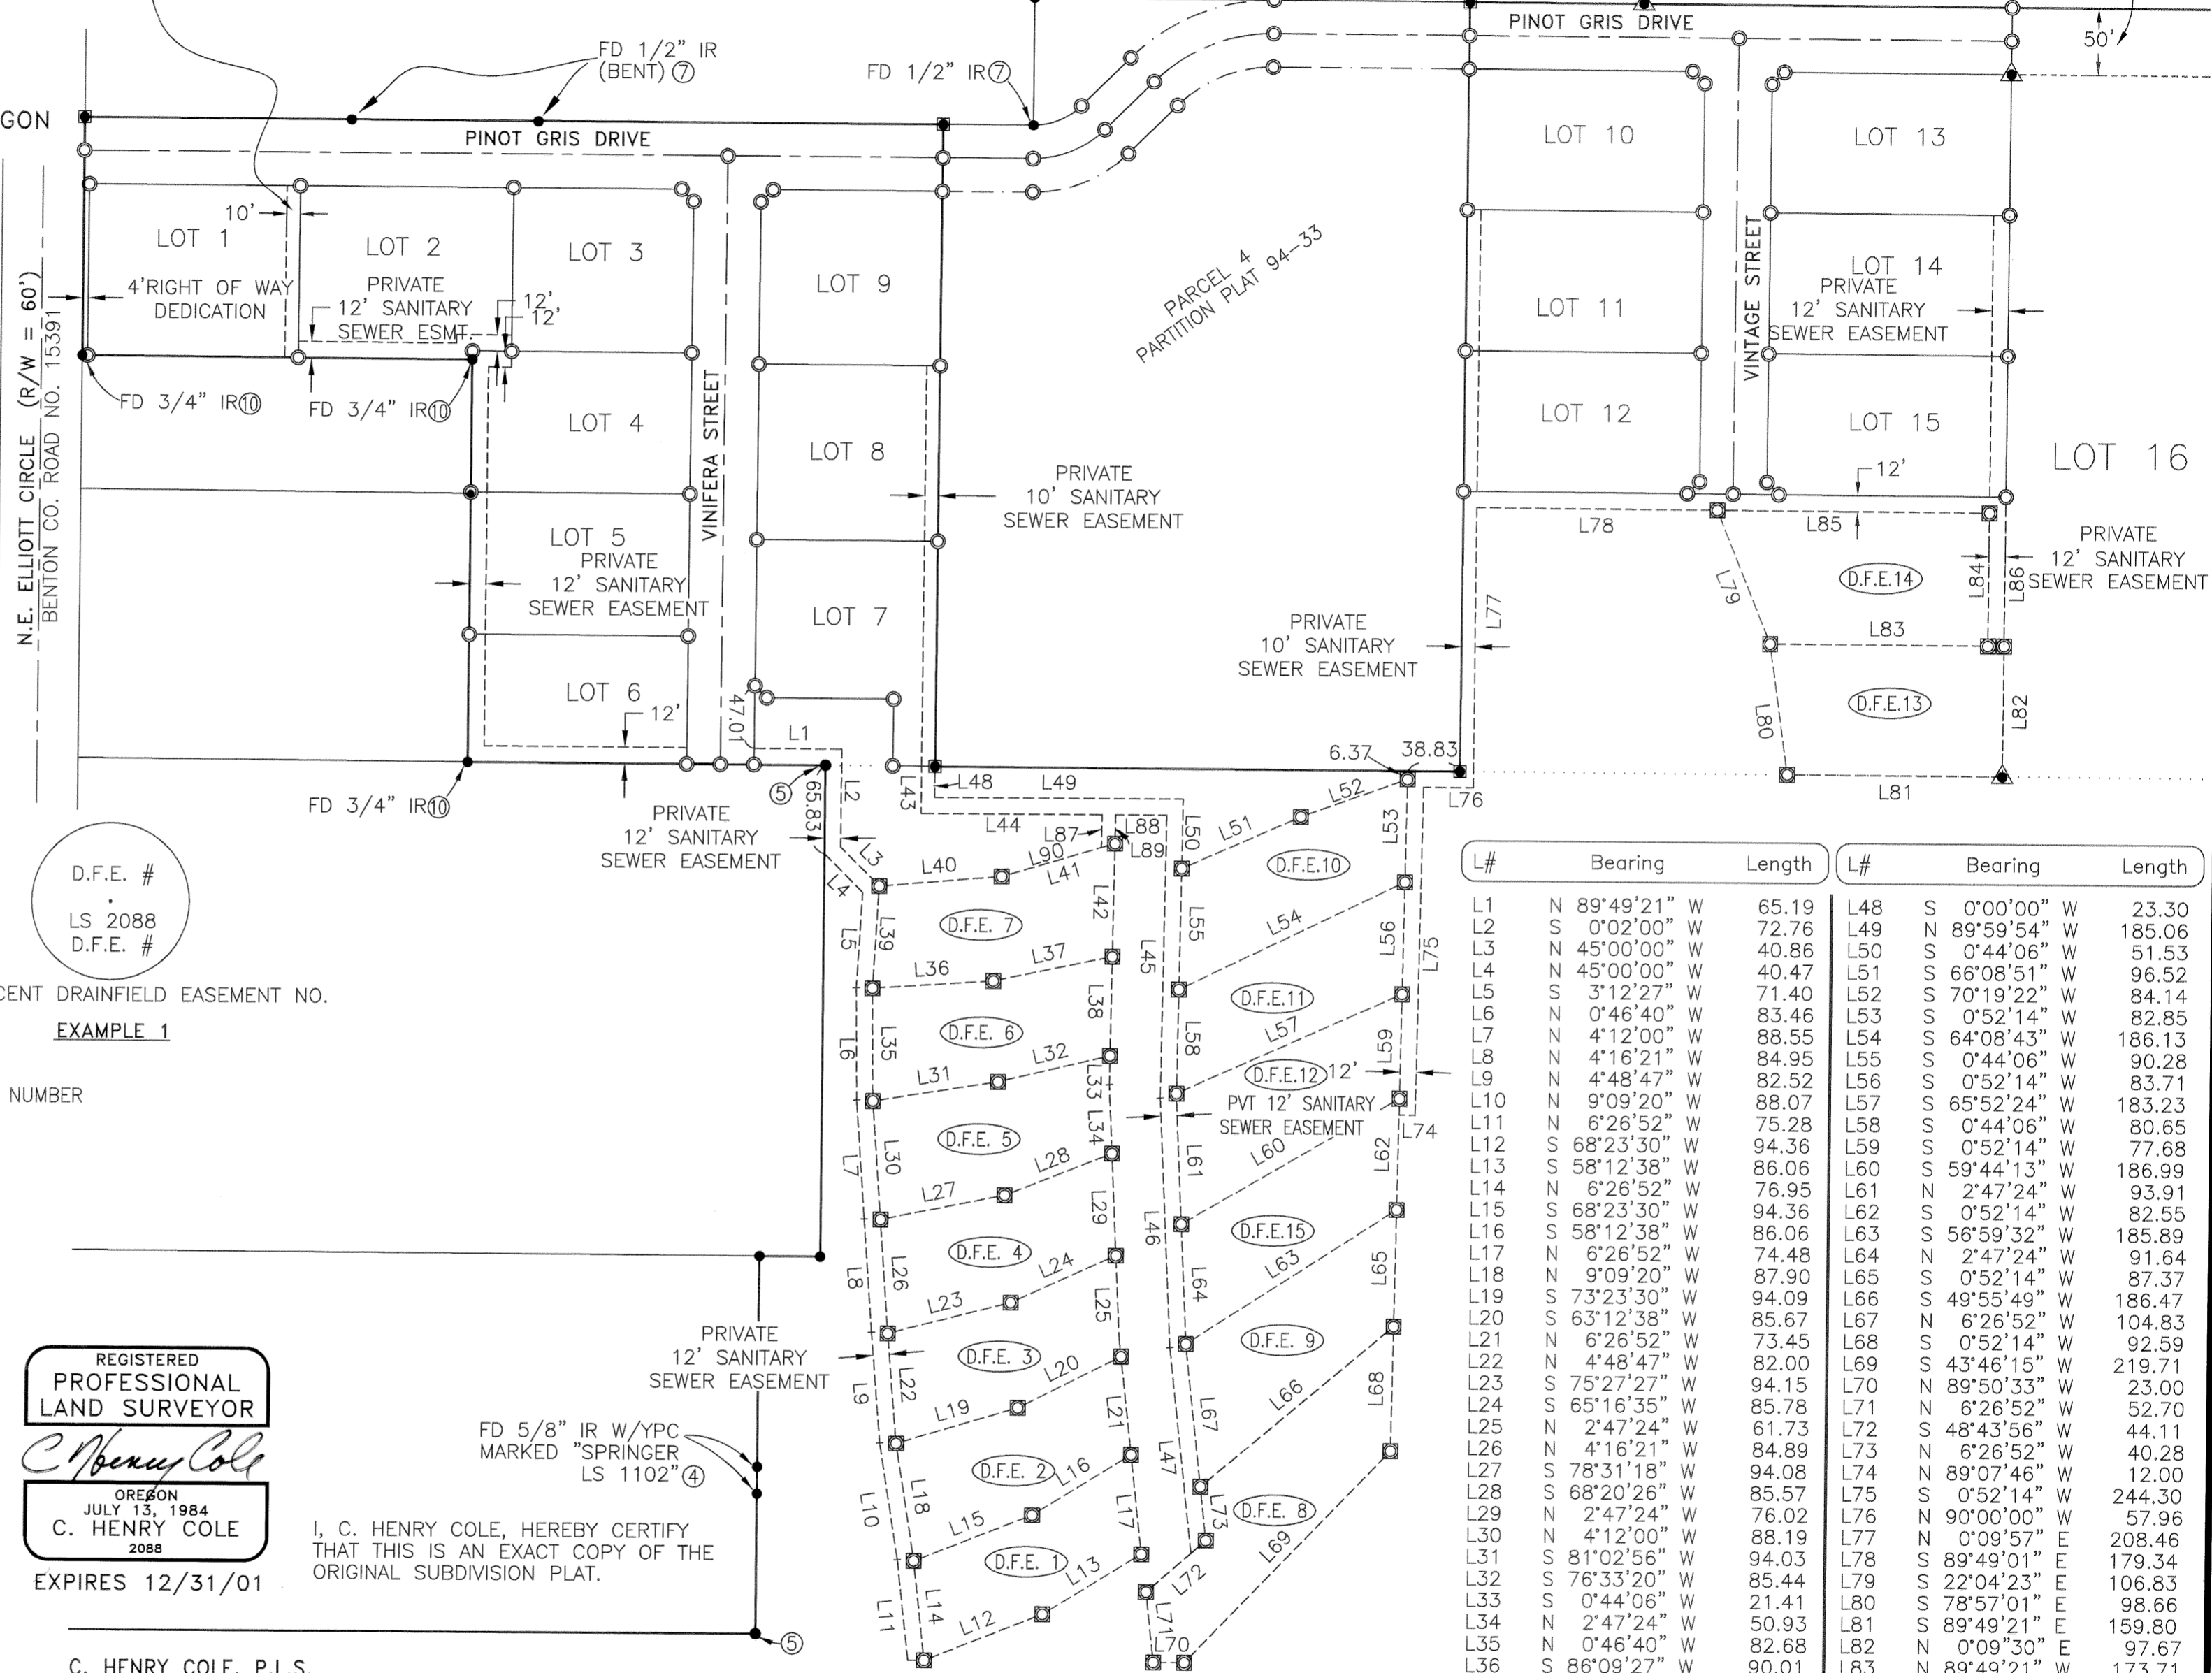 PINOT GRIS DRIVE
50'
FD 1/2" IR
(BENT) 7
FD 1/2" IR 7
GON
PINOT GRIS DRIVE
LOT 10
LOT 13
10'
LOT 1
LOT 2
LOT 3
LOT 9
PARCEL 4
PARTITION PLAT 94-33
4'RIGHT OF WAY
DEDICATION
PRIVATE
12' SANITARY
SEWER ESMT.
12'
12'
LOT 11
VINTAGE STREET
LOT 14
PRIVATE
12' SANITARY
SEWER EASEMENT
N.E. ELLIOTT CIRCLE (R/W = 60')
BENTON CO. ROAD NO. 15391
FD 3/4" IR 10
FD 3/4" IR 10
LOT 4
VINIFERA STREET
LOT 8
PRIVATE
10' SANITARY
SEWER EASEMENT
LOT 12
LOT 15
12'
LOT 16
L78
L85
LOT 5
PRIVATE
12' SANITARY
SEWER EASEMENT
L79
D.F.E.14
L84
L86
PRIVATE
12' SANITARY
SEWER EASEMENT
LOT 7
L77
PRIVATE
10' SANITARY
SEWER EASEMENT
L83
LOT 6
12'
47.01
L1
L80
D.F.E.13
L82
6.37
38.83
FD 3/4" IR 10
5
65.83
L2
L43
L48
L49
L52
L76
L81
PRIVATE
12' SANITARY
SEWER EASEMENT
L3
L4
L44
L87
L88
L89
L50
L51
L53
D.F.E. #
LS 2088
D.F.E. #
L40
L90
L41
D.F.E.10
L5
L39
D.F.E. 7
L42
L45
L55
L54
L56
L75
CENT DRAINFIELD EASEMENT NO.
EXAMPLE 1
NUMBER
L36
L37
D.F.E.11
L6
L35
D.F.E. 6
L38
L58
L57
L59
L31
L32
D.F.E.12
12'
L33
L34
PVT 12' SANITARY
SEWER EASEMENT
L74
L7
L30
D.F.E. 5
L61
L60
L62
L27
L28
L29
L46
D.F.E.15
L8
L26
D.F.E. 4
L24
L63
L65
L23
L25
L64
PRIVATE
12' SANITARY
SEWER EASEMENT
L9
L22
D.F.E. 3
L20
D.F.E. 9
L19
L21
L67
L66
L68
REGISTERED
PROFESSIONAL
LAND SURVEYOR
C Henry Cole
OREGON
JULY 13, 1984
C. HENRY COLE
2088
EXPIRES 12/31/01
FD 5/8" IR W/YPC
MARKED "SPRINGER
LS 1102" 4
D.F.E. 2
L16
L47
L10
L18
L15
L17
L73
D.F.E. 8
L69
I, C. HENRY COLE, HEREBY CERTIFY
THAT THIS IS AN EXACT COPY OF THE
ORIGINAL SUBDIVISION PLAT.
D.F.E. 1
L13
L72
L11
L14
L12
L71
L70
5
C. HENRY COLE, P.L.S.
L# Bearing Length
L1 N 89°49'21" W 65.19
L2 S 0°02'00" W 72.76
L3 N 45°00'00" W 40.86
L4 N 45°00'00" W 40.47
L5 S 3°12'27" W 71.40
L6 N 0°46'40" W 83.46
L7 N 4°12'00" W 88.55
L8 N 4°16'21" W 84.95
L9 N 4°48'47" W 82.52
L10 N 9°09'20" W 88.07
L11 N 6°26'52" W 75.28
L12 S 68°23'30" W 94.36
L13 S 58°12'38" W 86.06
L14 N 6°26'52" W 76.95
L15 S 68°23'30" W 94.36
L16 S 58°12'38" W 86.06
L17 N 6°26'52" W 74.48
L18 N 9°09'20" W 87.90
L19 S 73°23'30" W 94.09
L20 S 63°12'38" W 85.67
L21 N 6°26'52" W 73.45
L22 N 4°48'47" W 82.00
L23 S 75°27'27" W 94.15
L24 S 65°16'35" W 85.78
L25 N 2°47'24" W 61.73
L26 N 4°16'21" W 84.89
L27 S 78°31'18" W 94.08
L28 S 68°20'26" W 85.57
L29 N 2°47'24" W 76.02
L30 N 4°12'00" W 88.19
L31 S 81°02'56" W 94.03
L32 S 76°33'20" W 85.44
L33 S 0°44'06" W 21.41
L34 N 2°47'24" W 50.93
L35 N 0°46'40" W 82.68
L36 S 86°09'27" W 90.01
L# Bearing Length
L48 S 0°00'00" W 23.30
L49 N 89°59'54" W 185.06
L50 S 0°44'06" W 51.53
L51 S 66°08'51" W 96.52
L52 S 70°19'22" W 84.14
L53 S 0°52'14" W 82.85
L54 S 64°08'43" W 186.13
L55 S 0°44'06" W 90.28
L56 S 0°52'14" W 83.71
L57 S 65°52'24" W 183.23
L58 S 0°44'06" W 80.65
L59 S 0°52'14" W 77.68
L60 S 59°44'13" W 186.99
L61 N 2°47'24" W 93.91
L62 S 0°52'14" W 82.55
L63 S 56°59'32" W 185.89
L64 N 2°47'24" W 91.64
L65 S 0°52'14" W 87.37
L66 S 49°55'49" W 186.47
L67 N 6°26'52" W 104.83
L68 S 0°52'14" W 92.59
L69 S 43°46'15" W 219.71
L70 N 89°50'33" W 23.00
L71 N 6°26'52" W 52.70
L72 S 48°43'56" W 44.11
L73 N 6°26'52" W 40.28
L74 N 89°07'46" W 12.00
L75 S 0°52'14" W 244.30
L76 N 90°00'00" W 57.96
L77 N 0°09'57" E 208.46
L78 S 89°49'01" E 179.34
L79 S 22°04'23" E 106.83
L80 S 78°57'01" E 98.66
L81 S 89°49'21" E 159.80
L82 N 0°09'30" E 97.67
L83 N 89°49'21" W 173.71